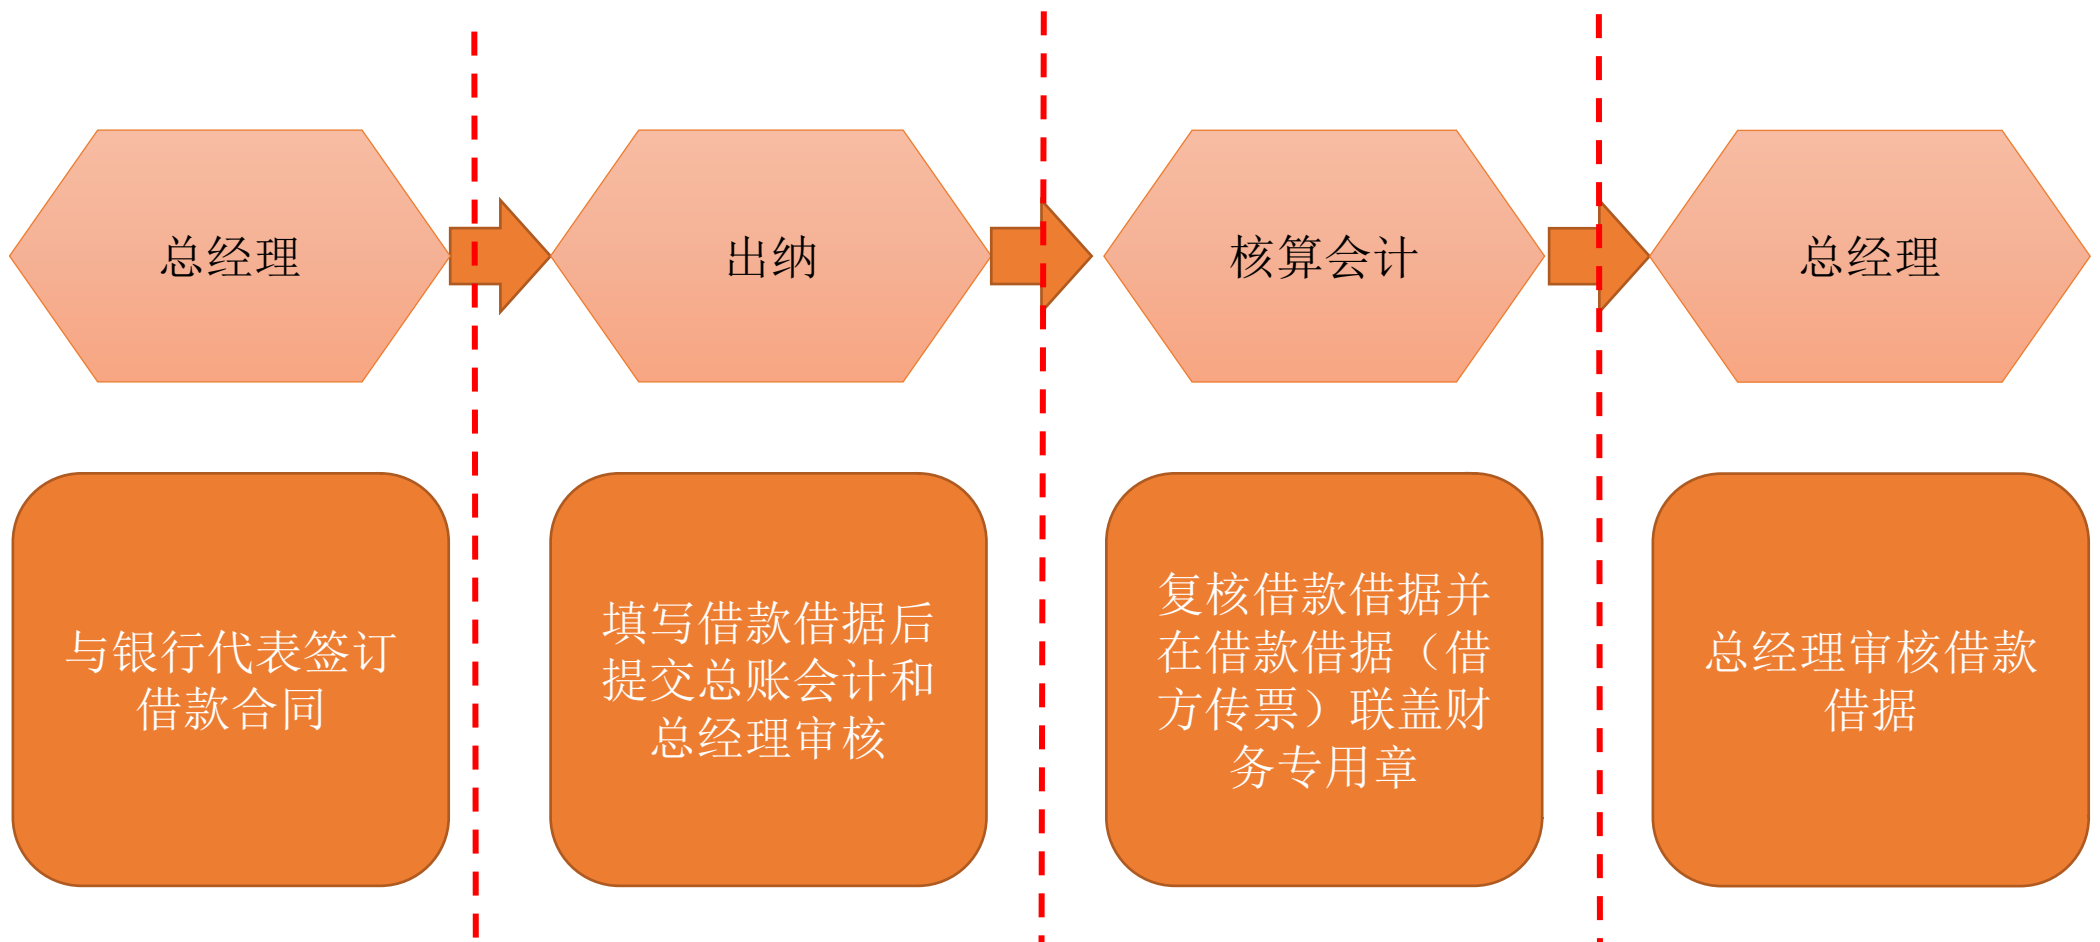 总经理
出纳
核算会计
总经理
与银行代表签订
借款合同
填写借款借据后
提交总账会计和
总经理审核
复核借款借据并
在借款借据（借
方传票）联盖财
务专用章
总经理审核借款
借据